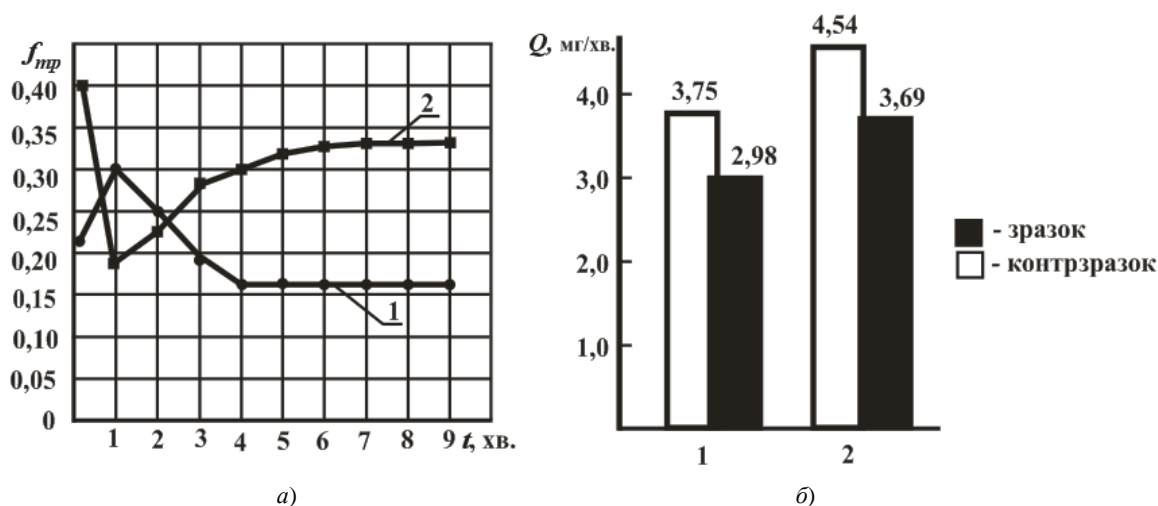 fтр
0,40
0,35
0,30
0,25
0,20
0,15
0,10
0,05
0
1 2 3 4 5 6 7 8 9 t, хв.
2
1
а)
Q, мг/хв.
4,0
3,0
2,0
1,0
3,75
2,98
4,54
3,69
1 2
- зразок
- контрзразок
б)